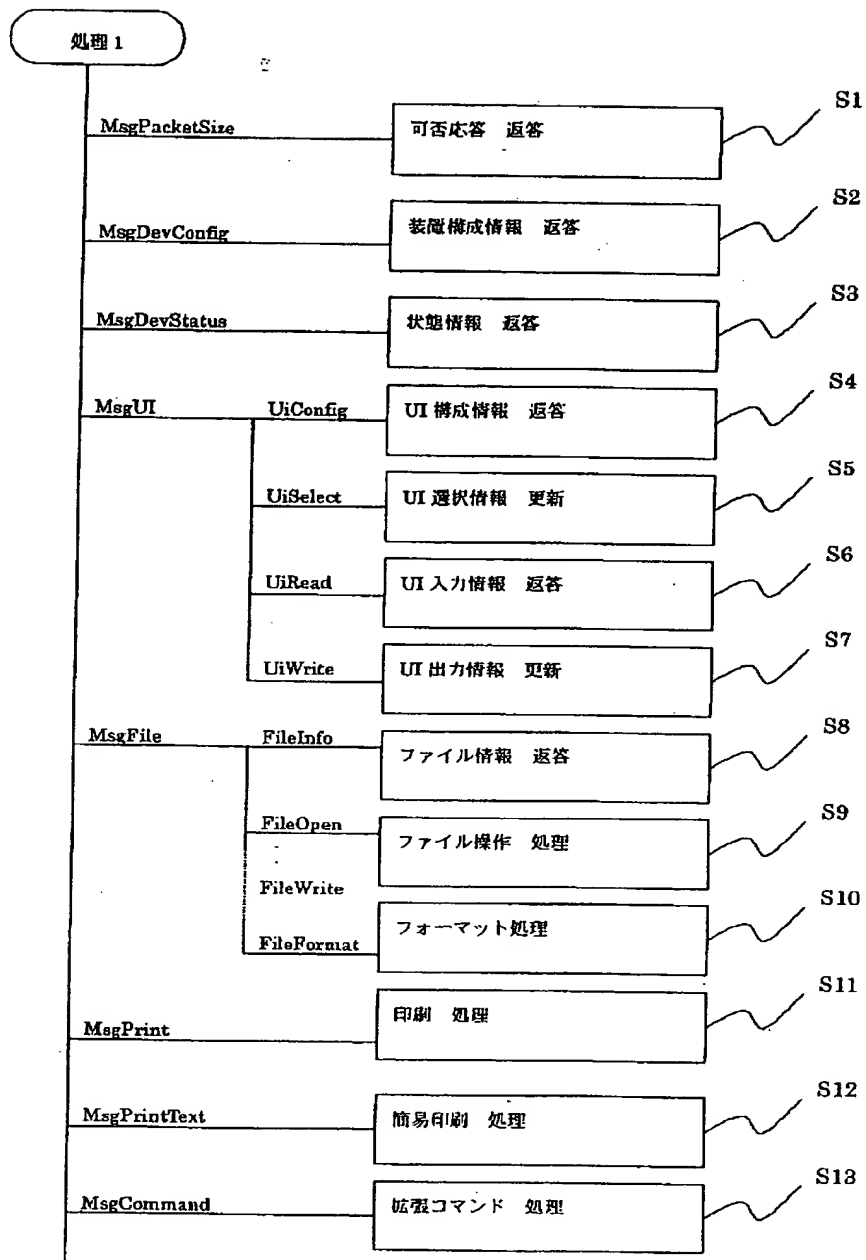 処理 1
S1
MsgPacketSize
可否応答 返答
S2
MsgDevConfig
装置構成情報 返答
S3
MsgDevStatus
状態情報 返答
S4
MsgUI
UiConfig
UI 構成情報 返答
S5
UiSelect
UI 選択情報 更新
S6
UiRead
UI 入力情報 返答
S7
UiWrite
UI 出力情報 更新
S8
MsgFile
FileInfo
ファイル情報 返答
S9
FileOpen
ファイル操作 処理
FileWrite
S10
FileFormat
フォーマット処理
S11
MsgPrint
印刷 処理
S12
MsgPrintText
簡易印刷 処理
S13
MsgCommand
拡張コマンド 処理